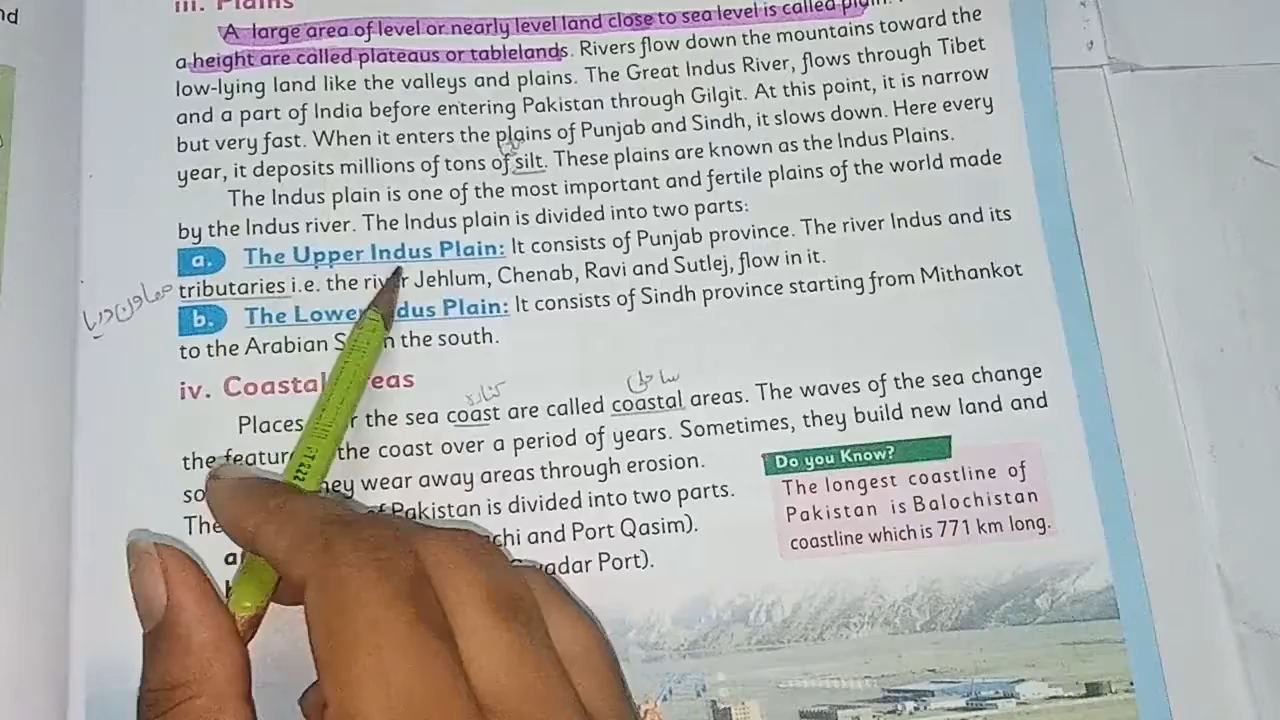 nd
iii. Plains
A large area of level or nearly level land close to sea level is called plain.
a height are called plateaus or tablelands. Rivers flow down the mountains toward the
low-lying land like the valleys and plains. The Great Indus River, flows through Tibet
and a part of India before entering Pakistan through Gilgit. At this point, it is narrow
but very fast. When it enters the plains of Punjab and Sindh, it slows down. Here every
year, it deposits millions of tons of silt. These plains are known as the Indus Plains.
The Indus plain is one of the most important and fertile plains of the world made
by the Indus river. The Indus plain is divided into two parts:
a. The Upper Indus Plain: It consists of Punjab province. The river Indus and its
معاون دریا
tributaries i.e. the river Jehlum, Chenab, Ravi and Sutlej, flow in it.
b. The Lower Indus Plain: It consists of Sindh province starting from Mithankot
to the Arabian S n the south.
iv. Coastal reas
کنارہ ساحلی
Places r the sea coast are called coastal areas. The waves of the sea change
the featur the coast over a period of years. Sometimes, they build new land and
so hey wear away areas through erosion.
The Pakistan is divided into two parts.
a chi and Port Qasim).
adar Port).
Do you Know?
The longest coastline of
Pakistan is Balochistan
coastline which is 771 km long.